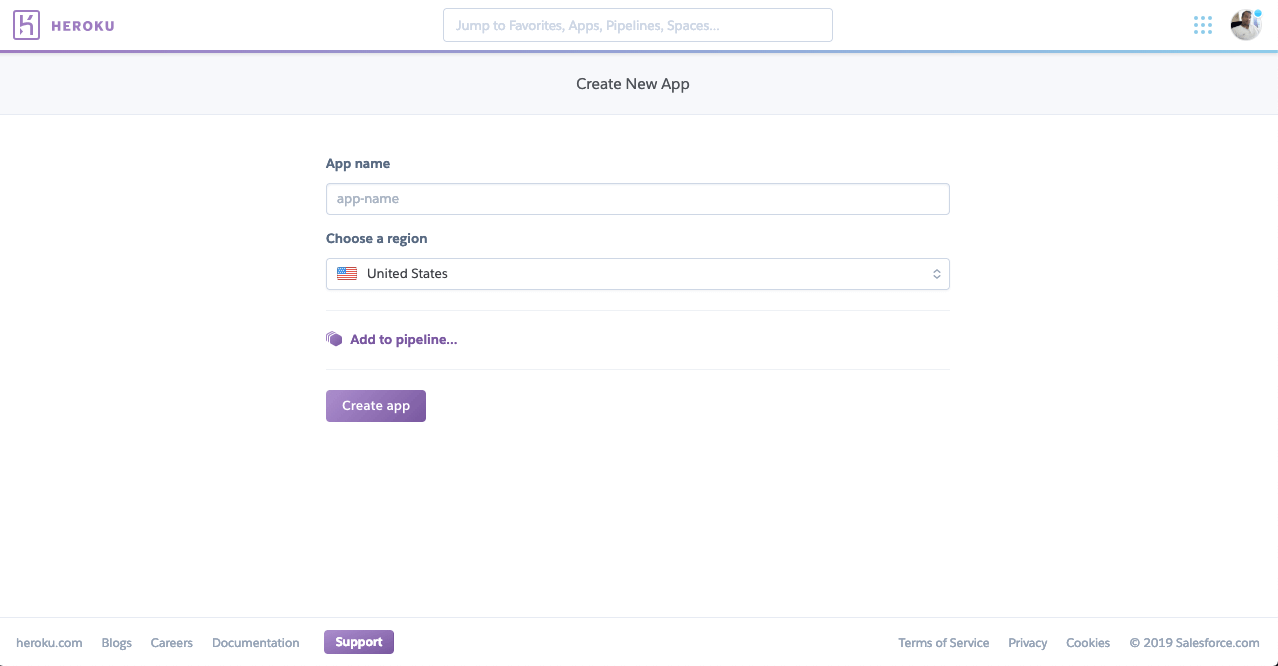 HEROKU
Jump to Favorites, Apps, Pipelines, Spaces...
Create New App
App name
app-name
Choose a region
United States
Add to pipeline...
Create app
heroku.com Blogs Careers Documentation Support Terms of Service Privacy Cookies © 2019 Salesforce.com